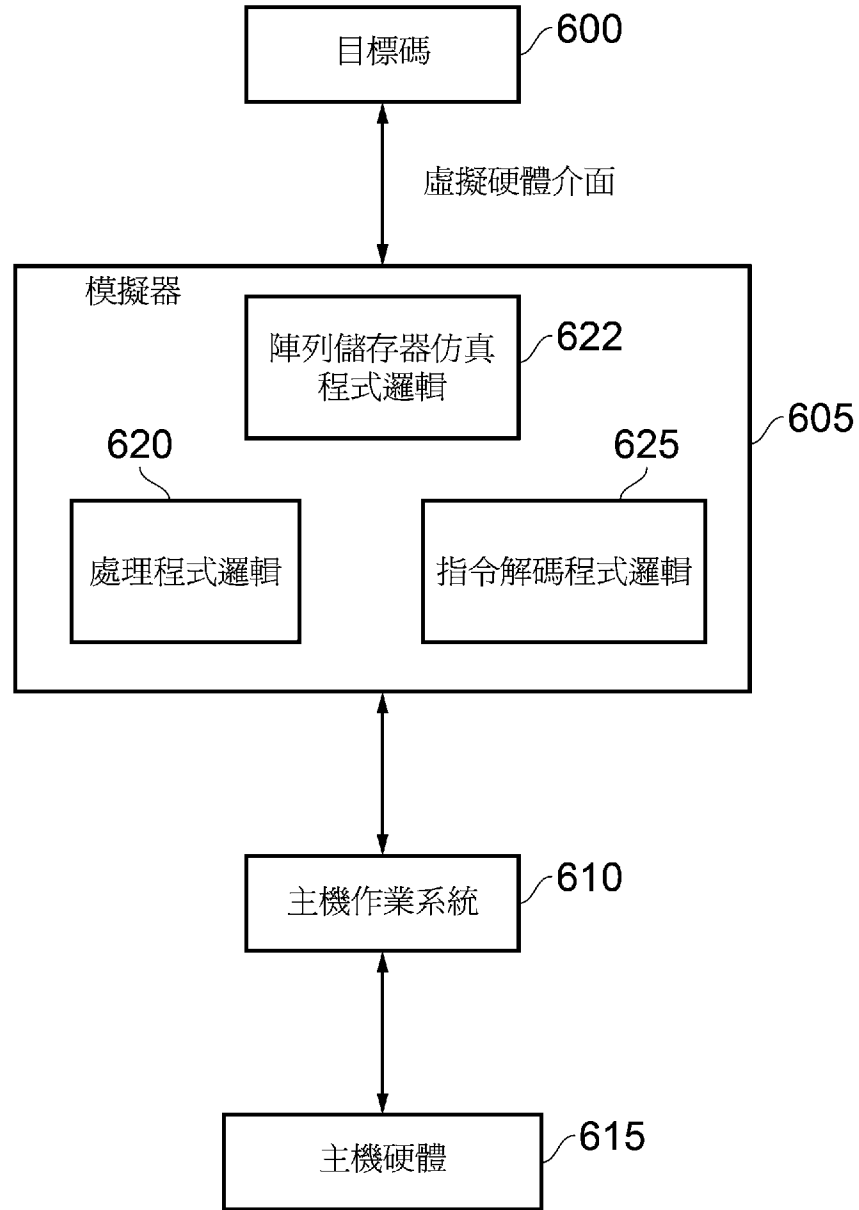 目標碼
600
虛擬硬體介面
模擬器
陣列儲存器仿真
程式邏輯
622
605
620
625
處理程式邏輯
指令解碼程式邏輯
主機作業系統
610
主機硬體
615